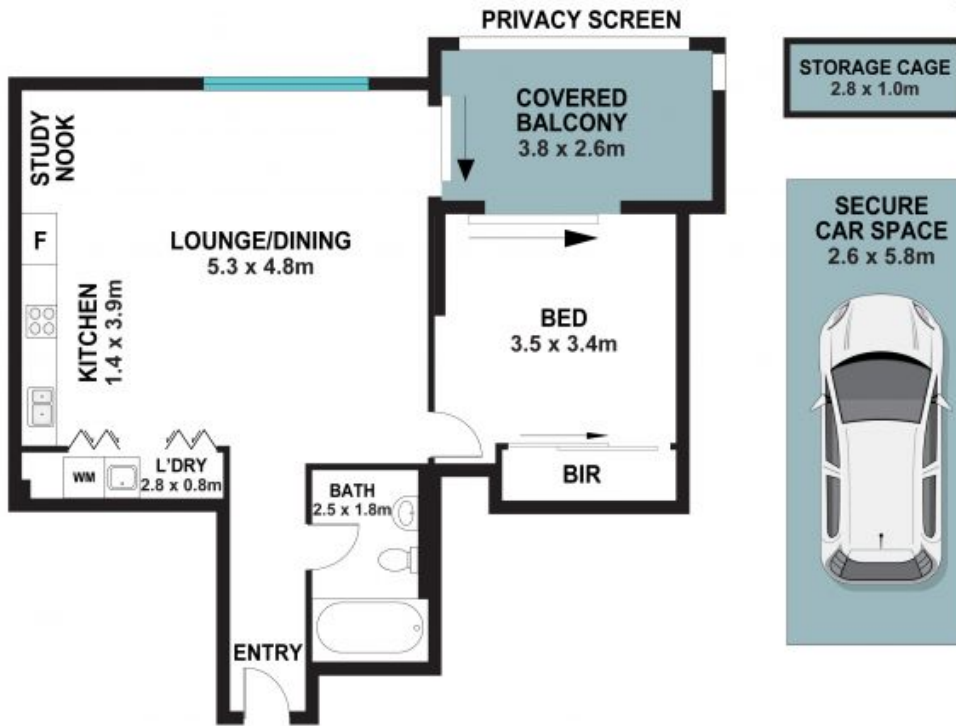 PRIVACY SCREEN
STORAGE CAGE
2.8 x 1.0m
COVERED
BALCONY
3.8 x 2.6m
STUDY
NOOK
SECURE
CAR SPACE
2.6 x 5.8m
F
LOUNGE/DINING
5.3 x 4.8m
KITCHEN
1.4 x 3.9m
BED
3.5 x 3.4m
WM
L'DRY
2.8 x 0.8m
BIR
BATH
2.5 x 1.8m
ENTRY